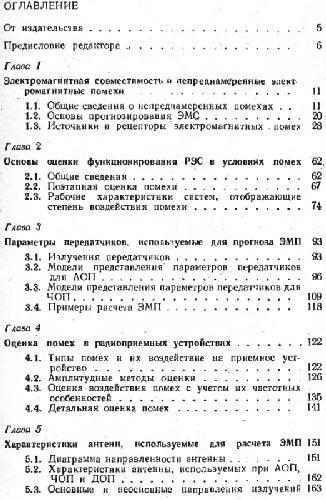 ОГЛАВЛЕНИЕ
От издательства . . . . . . . . . 5
Предисловие редактора . . . . . . . . 6
Глава 1
Электромагнитная совместимость и непреднамеренные элект-
ромагнитные помехи . . . . . . . . 11
1.1. Общие сведения о непреднамеренных помехах . . 11
1.2. Основы прогнозирования ЭМС . . . . . 20
1.3. Источники и рецепторы электромагнитных помех 28
Глава 2
Основы оценки функционирования РЭС в условиях помех 62
2.1. Общие сведения . . . . . . . . 62
2.2. Поэтапная оценка помехи . . . . . . 67
2.3. Рабочие характеристики систем, отображающие
степень воздействия помехи . . . . . . 74
Глава 3
Параметры передатчиков, используемые для прогноза ЭМП 93
3.1. Излучения передатчиков . . . . . . 93
3.2. Модели представления параметров передатчиков
для АОП . . . . . . . . . . 96
3.3. Модели представления параметров передатчиков для
ЧОП . . . . . . . . . . . 109
3.4. Примеры расчета ЭМП . . . . . . 118
Глава 4
Оценка помех в радиоприемных устройствах . . . 122
4.1. Типы помех и их воздействие на приемное уст-
ройство . . . . . . . . . . 122
4.2. Амплитудные методы оценки . . . . . 126
4.3. Оценка воздействия помех с учетом их частотных
особенностей . . . . . . . . . 135
4.4. Детальная оценка помех . . . . . . 141
Глава 5
Характеристики антенн, используемые для расчета ЭМП 151
5.1. Диаграмма направленности антенны . . . . 151
5.2. Характеристики антенны, используемых при АОП,
ЧОП и ДОП . . . . . . . . . 162
5.3. Основные и неосновные направления излучений 163